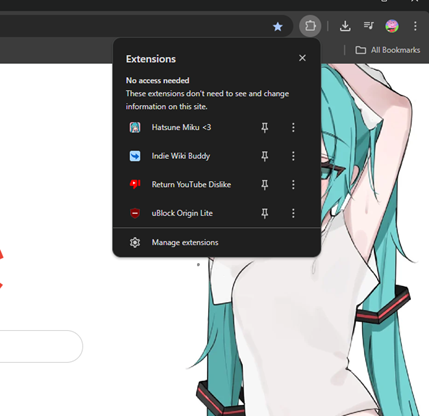 All Bookmarks
Extensions
No access needed
These extensions don't need to see and change
information on this site.
Hatsune Miku <3
Indie Wiki Buddy
Return YouTube Dislike
uBlock Origin Lite
Manage extensions